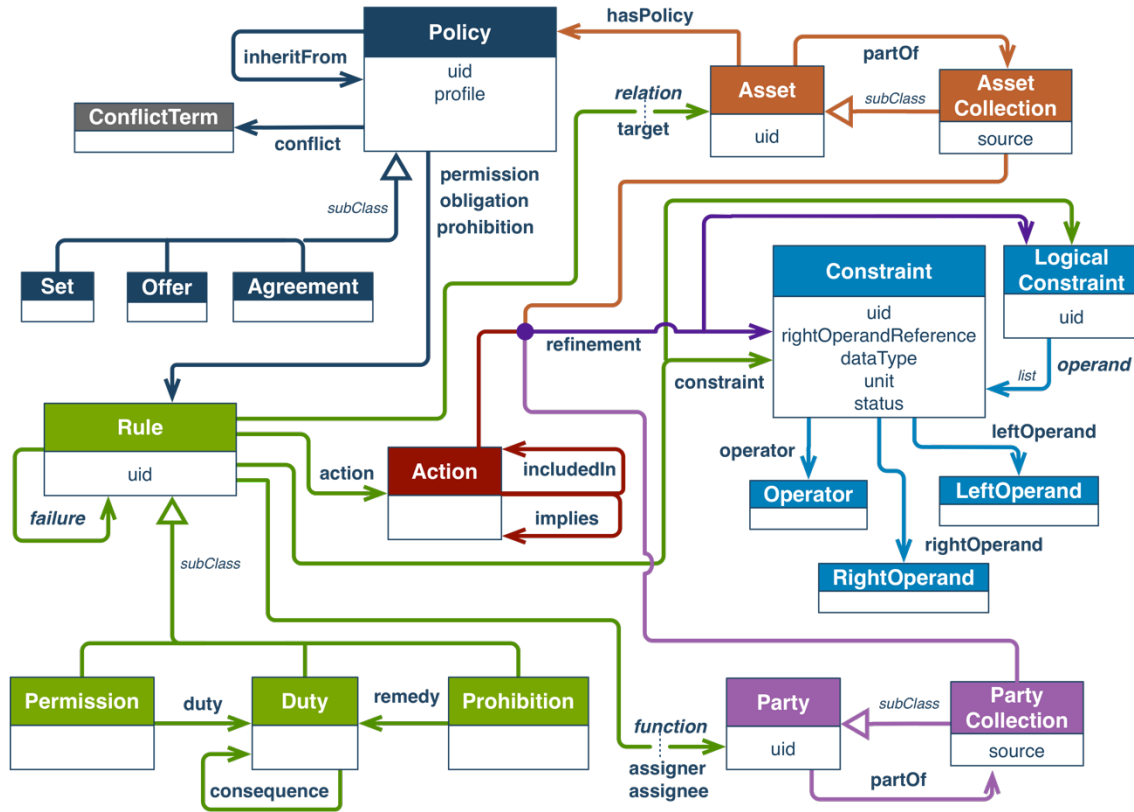 hasPolicy
Policy
inheritFrom
uid
profile
partOf
Asset
uid
Asset
Collection
source
subClass
relation
target
ConflictTerm
conflict
permission
obligation
prohibition
subClass
Set
Offer
Agreement
Constraint
uid
rightOperandReference
dataType
unit
status
Logical
Constraint
uid
operand
list
refinement
constraint
Rule
uid
failure
action
Action
includedIn
implies
operator
leftOperand
Operator
LeftOperand
rightOperand
RightOperand
subClass
Permission
duty
Duty
remedy
Prohibition
consequence
function
assigner
assignee
Party
uid
subClass
Party
Collection
source
partOf